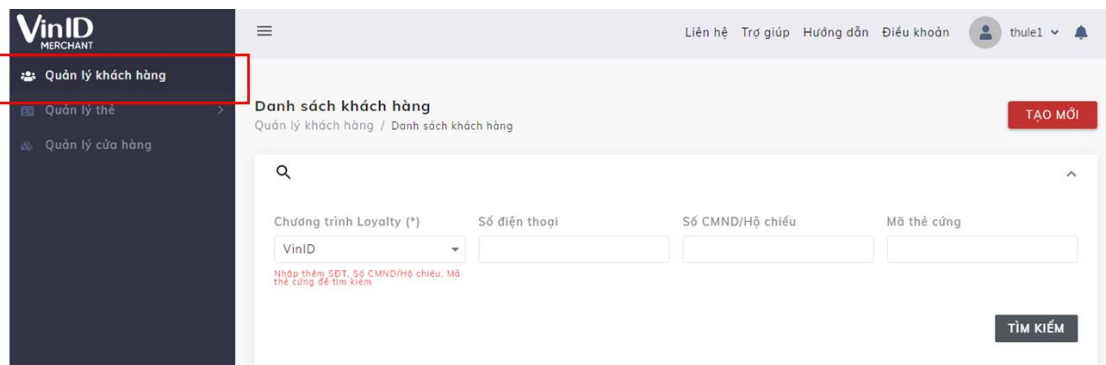 VinID
MERCHANT
Liên hệ Trợ giúp Hướng dẫn Điều khoản thule1
Quản lý khách hàng
Quản lý thẻ
Quản lý cửa hàng
Danh sách khách hàng
Quản lý khách hàng / Danh sách khách hàng
TẠO MỚI
Chương trình Loyalty (*) Số điện thoại Số CMND/Hộ chiếu Mã thẻ cứng
VinID
Nhập thêm SĐT, Số CMND/Hộ chiếu, Mã
thẻ cứng để tìm kiếm
TÌM KIẾM